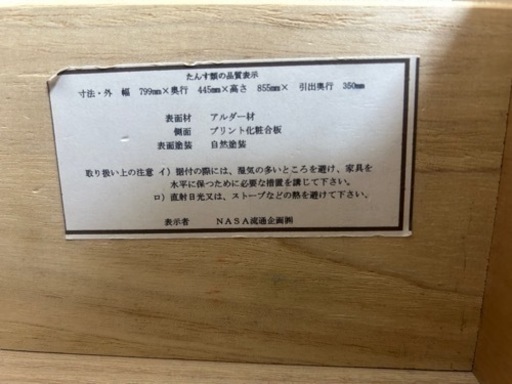 たんす類の品質表示
寸法・外 幅 799mm×奥行 445mm×高さ 855mm× 引出奥行 350mm
表面材 アルダー材
側面 プリント化粧合板
表面塗装 自然塗装
取り扱い上の注意 イ）据付の際には、湿気の多いところを避け、家具を
水平に保つために必要な措置を講じて下さい。
ロ）直射日光又は、ストーブなどの熱を避けて下さい。
表示者 NASA流通企画㈱